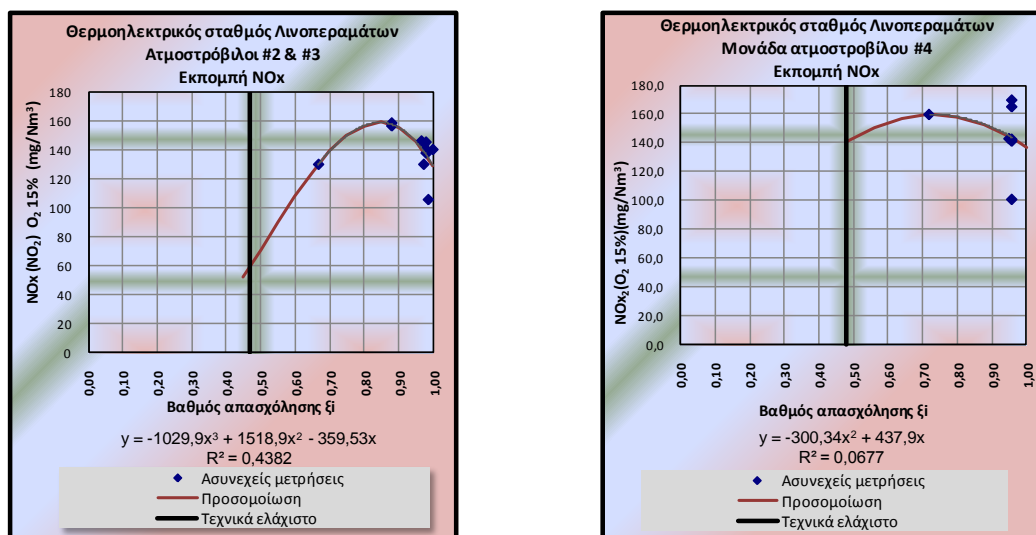 Θερμοηλεκτρικός σταθμός Λινοπεραμάτων
Ατμοστρόβιλοι #2 & #3
Εκπομπή NOx
NOx (NO₂) O₂ 15% (mg/Nm³)
180
160
140
120
100
80
60
40
20
0
0,00
0,10
0,20
0,30
0,40
0,50
0,60
0,70
0,80
0,90
1,00
Βαθμός απασχόλησης ξi
y = -1029,9x³ + 1518,9x² - 359,53x
R² = 0,4382
Ασυνεχείς μετρήσεις
Προσομοίωση
Τεχνικά ελάχιστο
Θερμοηλεκτρικός σταθμός Λινοπεραμάτων
Μονάδα ατμοστροβίλου #4
Εκπομπή NOx
NOx₂(O₂ 15%)(mg/Nm³)
180,0
160,0
140,0
120,0
100,0
80,0
60,0
40,0
20,0
0,0
0,00
0,10
0,20
0,30
0,40
0,50
0,60
0,70
0,80
0,90
1,00
Βαθμός απασχόλησης ξi
y = -300,34x² + 437,9x
R² = 0,0677
Ασυνεχείς μετρήσεις
Προσομοίωση
Τεχνικά ελάχιστο